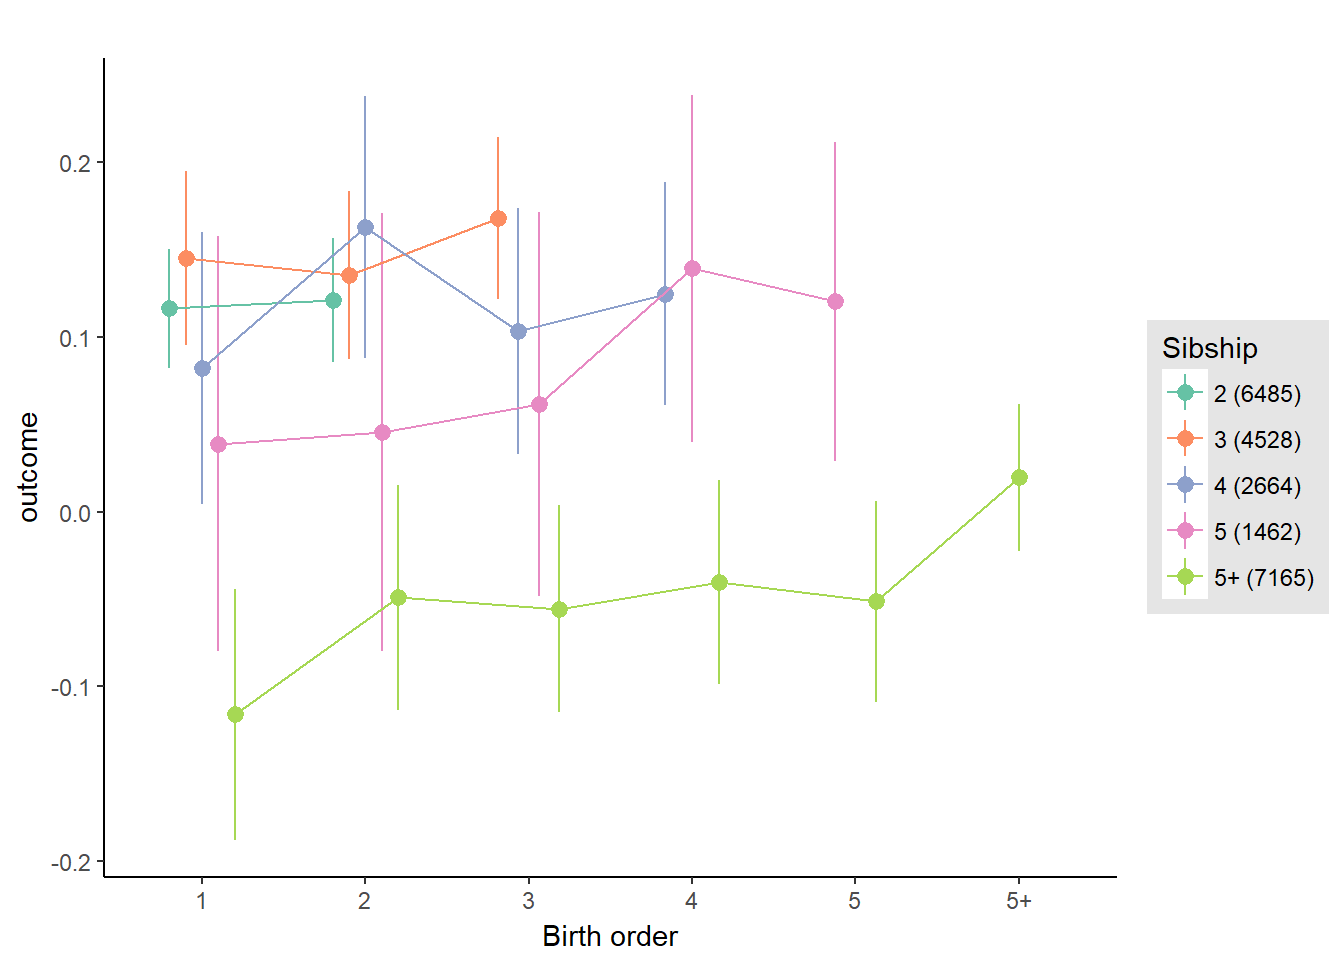 0.2
0.1
0.0
-0.1
-0.2
outcome
1 2 3 4 5 5+
Birth order
Sibship
2 (6485)
3 (4528)
4 (2664)
5 (1462)
5+ (7165)